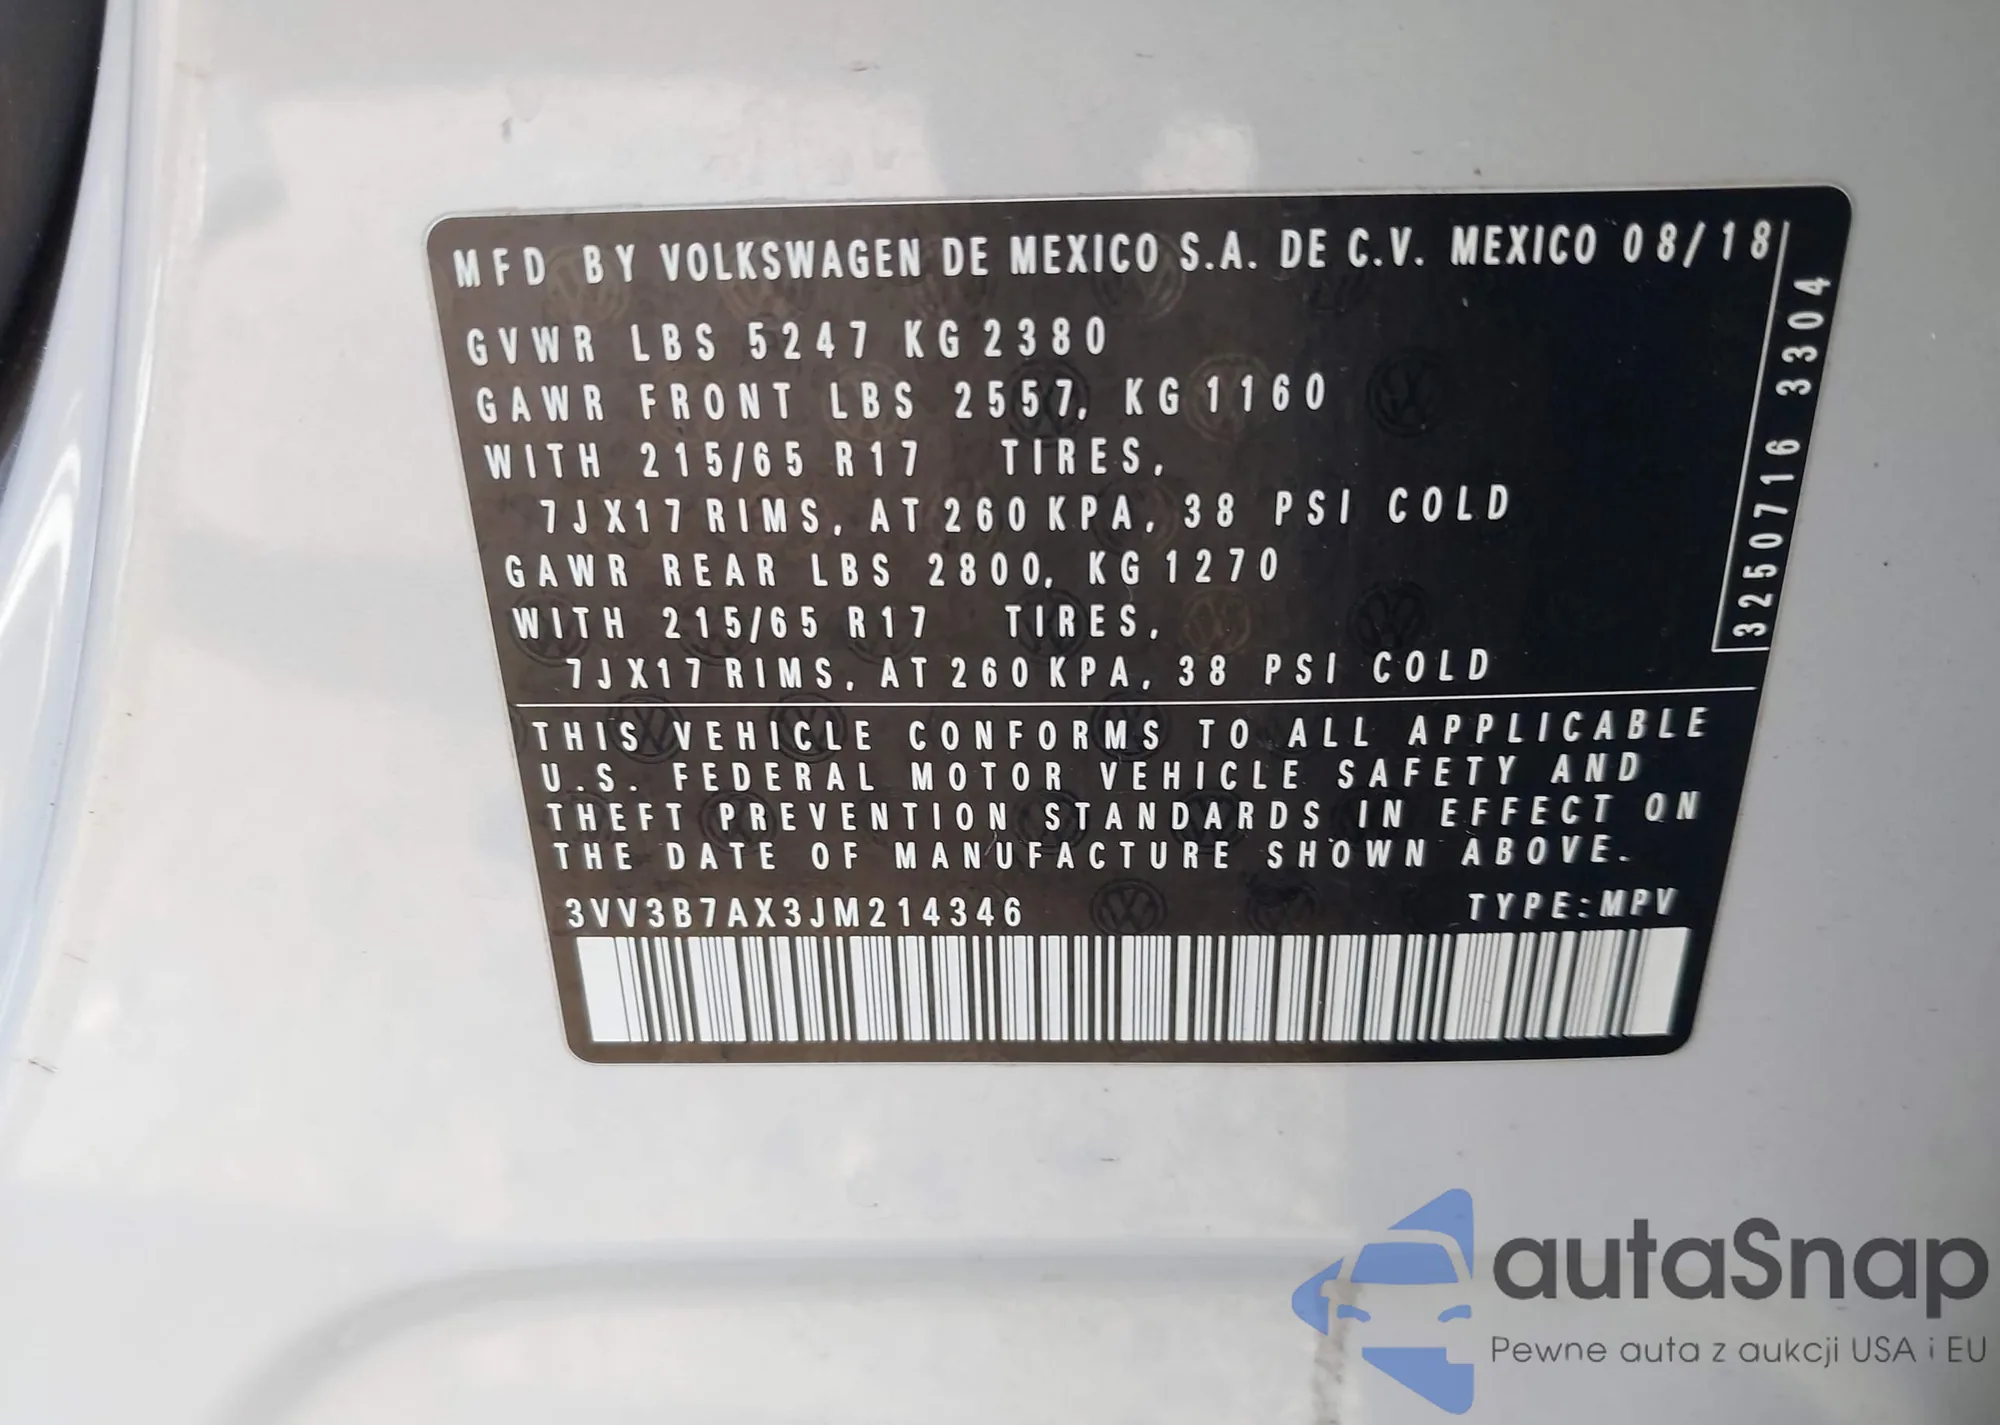 MFD BY VOLKSWAGEN DE MEXICO S.A. DE C.V. MEXICO 08/18
GVWR LBS 5247 KG 2380
GAWR FRONT LBS 2557, KG 1160
WITH 215/65 R17 TIRES,
7JX17 RIMS, AT 260 KPA, 38 PSI COLD
GAWR REAR LBS 2800, KG 1270
WITH 215/65 R17 TIRES,
7JX17 RIMS, AT 260 KPA, 38 PSI COLD
3250716 3304
THIS VEHICLE CONFORMS TO ALL APPLICABLE
U.S. FEDERAL MOTOR VEHICLE SAFETY AND
THEFT PREVENTION STANDARDS IN EFFECT ON
THE DATE OF MANUFACTURE SHOWN ABOVE.
3VV3B7AX3JM214346 TYPE:MPV
autaSnap
Pewne auta z aukcji USA i EU